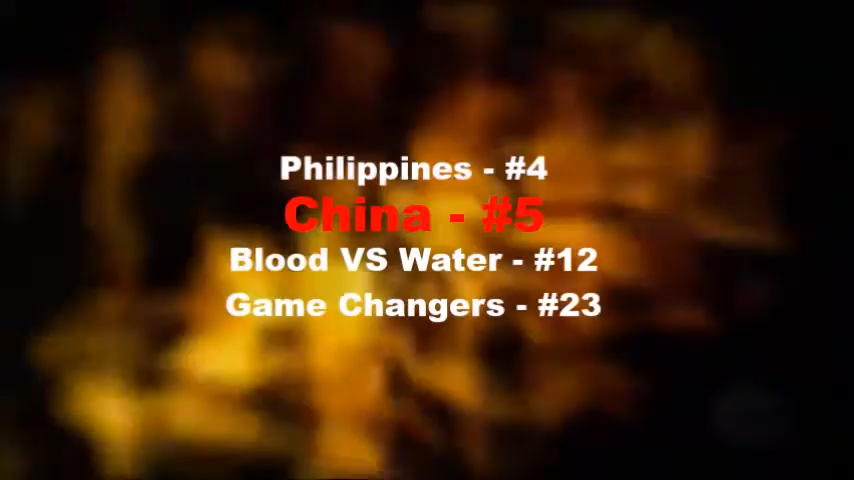 Philippines - #4
China - #5
Blood VS Water - #12
Game Changers - #23